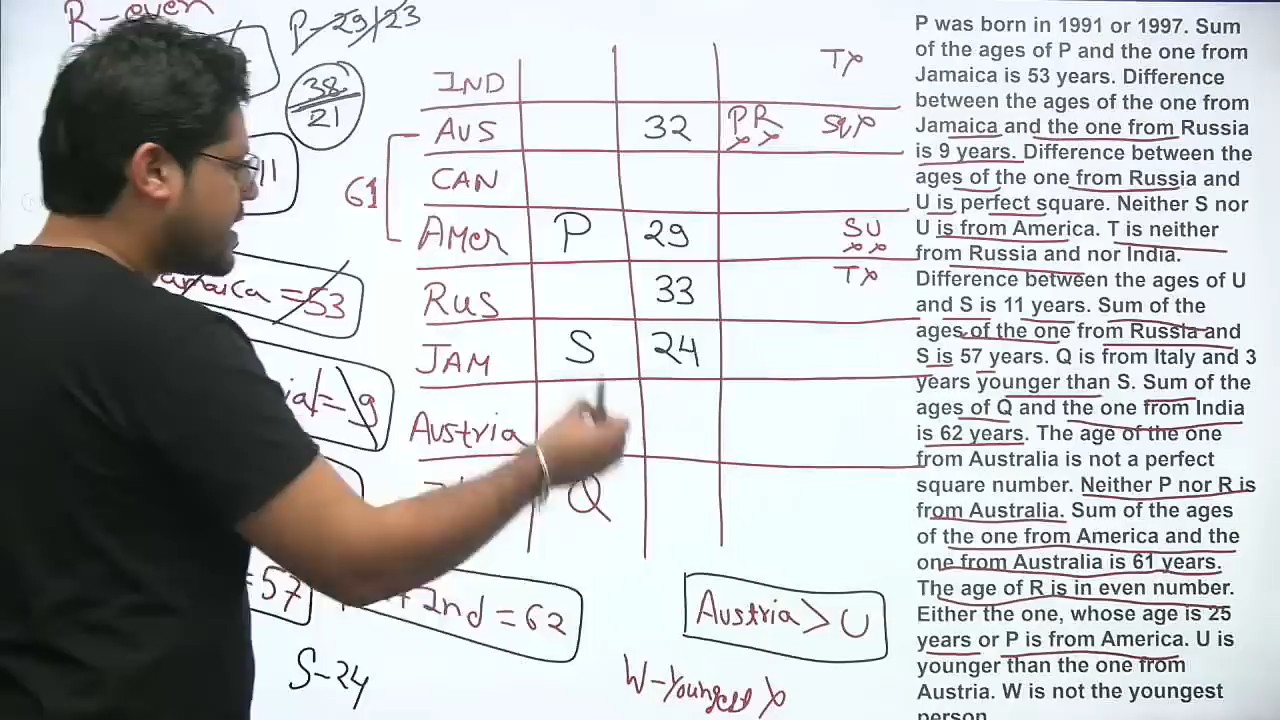 R-even
P-29/23
38
21
11
Jamaica = 53
= 9
= 57
+ Ind = 62
S-24
61
IND Tx
AUS 32 PR x x
CAN
Amer P 29 SU x x
RUS 33 Tx
JAM S 24
Austria
Q
Austria > U
W-Youngest x
P was born in 1991 or 1997. Sum
of the ages of P and the one from
Jamaica is 53 years. Difference
between the ages of the one from
Jamaica and the one from Russia
is 9 years. Difference between the
ages of the one from Russia and
U is perfect square. Neither S nor
U is from America. T is neither
from Russia and nor India.
Difference between the ages of U
and S is 11 years. Sum of the
ages of the one from Russia and
S is 57 years. Q is from Italy and 3
years younger than S. Sum of the
ages of Q and the one from India
is 62 years. The age of the one
from Australia is not a perfect
square number. Neither P nor R is
from Australia. Sum of the ages
of the one from America and the
one from Australia is 61 years.
The age of R is in even number.
Either the one, whose age is 25
years or P is from America. U is
younger than the one from
Austria. W is not the youngest
person.